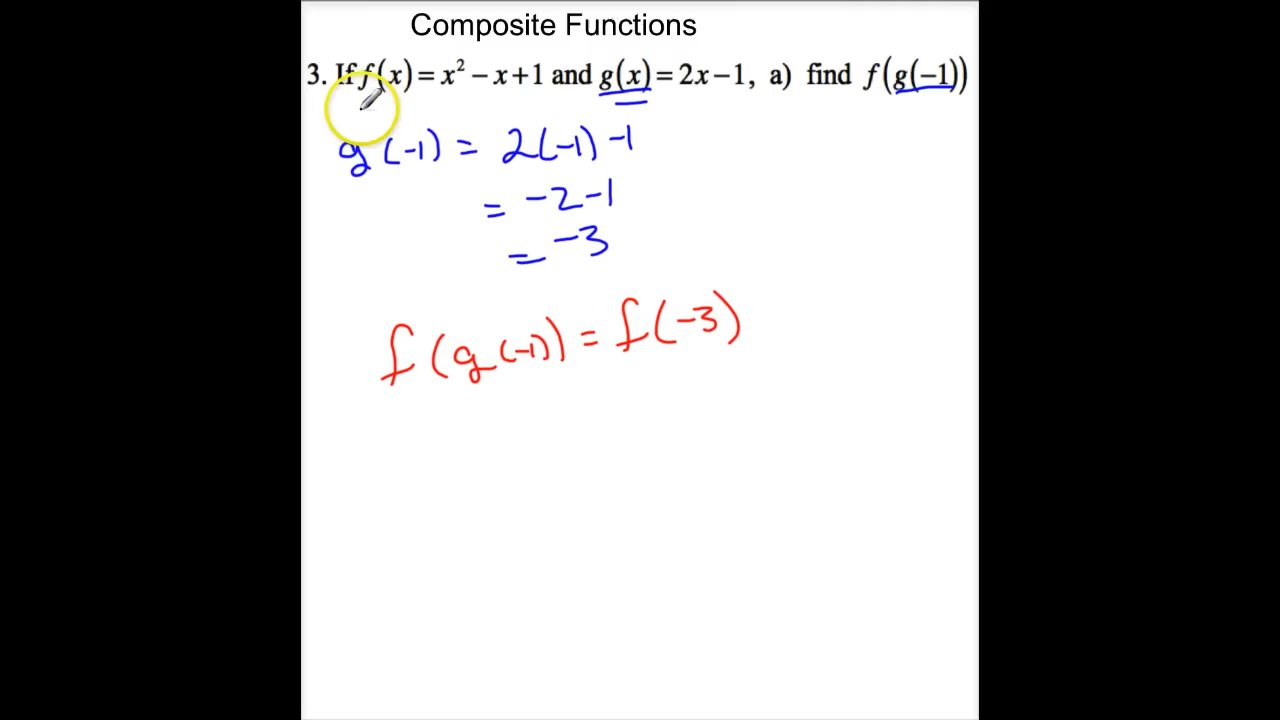 Composite Functions
3. If f(x) = x² − x + 1 and g(x) = 2x − 1, a) find f(g(−1))
g(-1) = 2(-1) -1
= -2 -1
= -3
f(g(-1)) = f(-3)